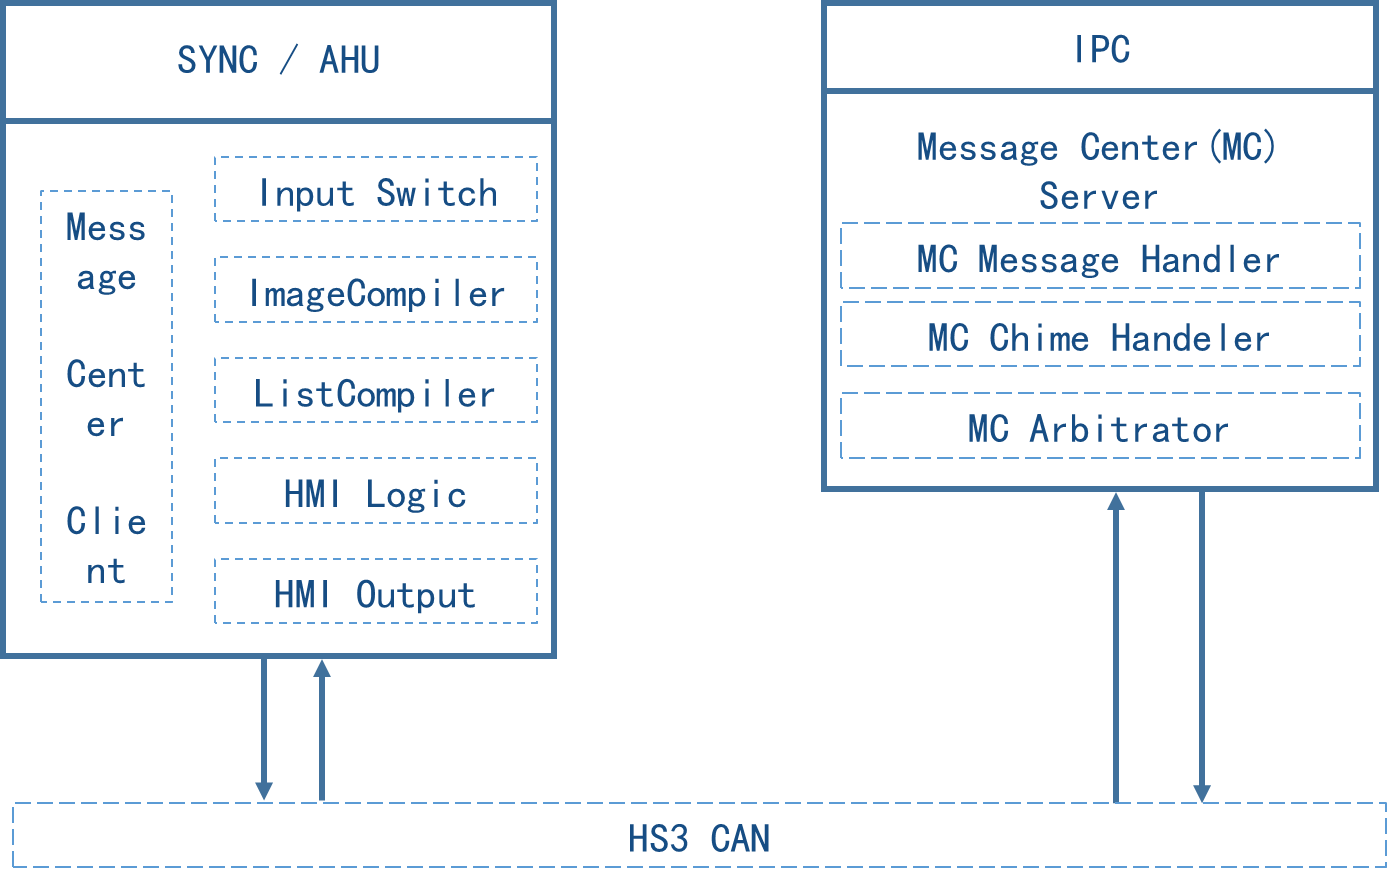 SYNC / AHU
Mess
age
Cent
er
Clie
nt
Input Switch
ImageCompiler
ListCompiler
HMI Logic
HMI Output
IPC
Message Center(MC)
Server
MC Message Handler
MC Chime Handeler
MC Arbitrator
HS3 CAN